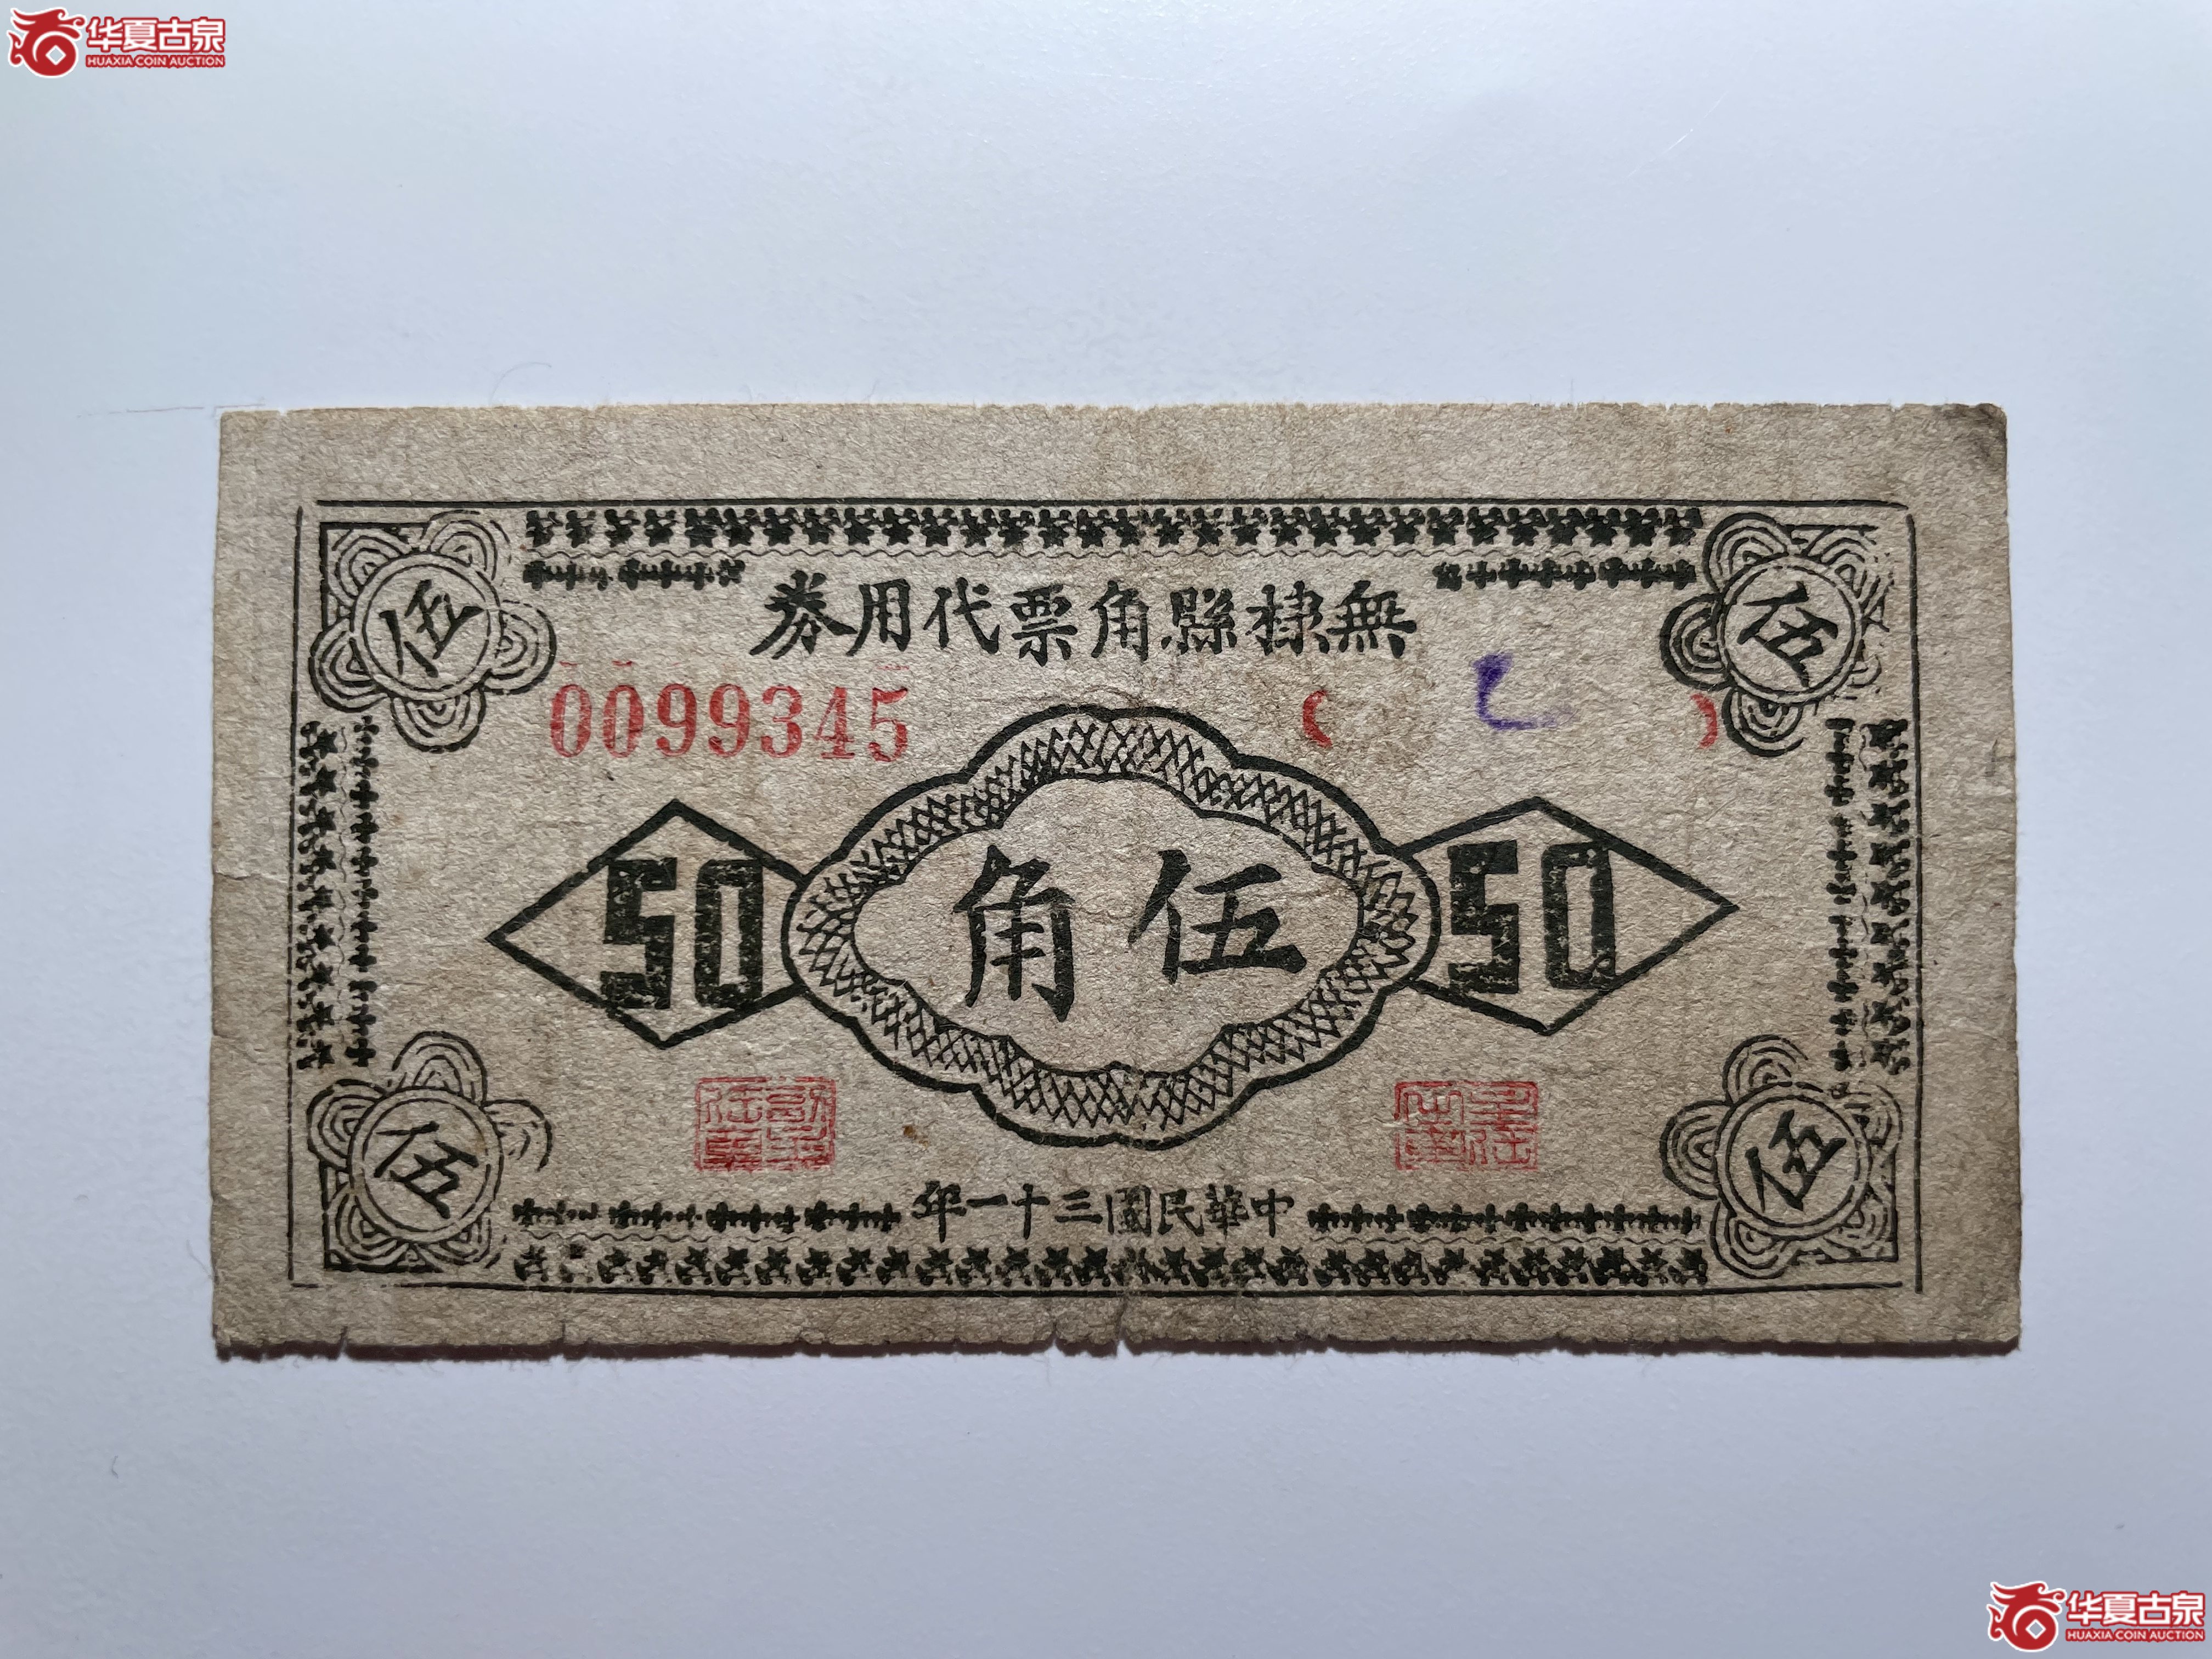 华夏古泉
HUAXIA COIN AUCTION
無棣縣角票代用券
伍
伍
0099345
( 乙 )
50
伍角
50
伍
伍
中華民國三十一年
华夏古泉
HUAXIA COIN AUCTION